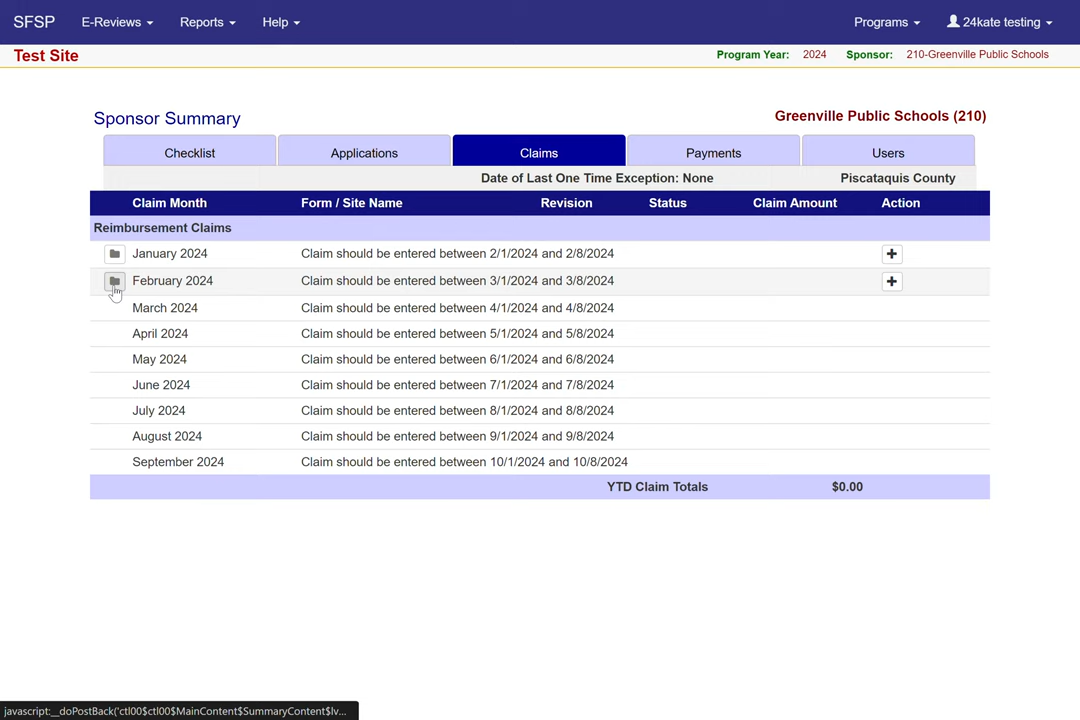 SFSP E-Reviews Reports Help Programs 24kate testing
Test Site Program Year: 2024 Sponsor: 210-Greenville Public Schools
Sponsor Summary Greenville Public Schools (210)
Checklist Applications Claims Payments Users
Date of Last One Time Exception: None Piscataquis County
Claim Month Form / Site Name Revision Status Claim Amount Action
Reimbursement Claims
January 2024 Claim should be entered between 2/1/2024 and 2/8/2024
February 2024 Claim should be entered between 3/1/2024 and 3/8/2024
March 2024 Claim should be entered between 4/1/2024 and 4/8/2024
April 2024 Claim should be entered between 5/1/2024 and 5/8/2024
May 2024 Claim should be entered between 6/1/2024 and 6/8/2024
June 2024 Claim should be entered between 7/1/2024 and 7/8/2024
July 2024 Claim should be entered between 8/1/2024 and 8/8/2024
August 2024 Claim should be entered between 9/1/2024 and 9/8/2024
September 2024 Claim should be entered between 10/1/2024 and 10/8/2024
YTD Claim Totals $0.00
javascript:__doPostBack('ctl00$ctl00$MainContent$SummaryContent$lv...